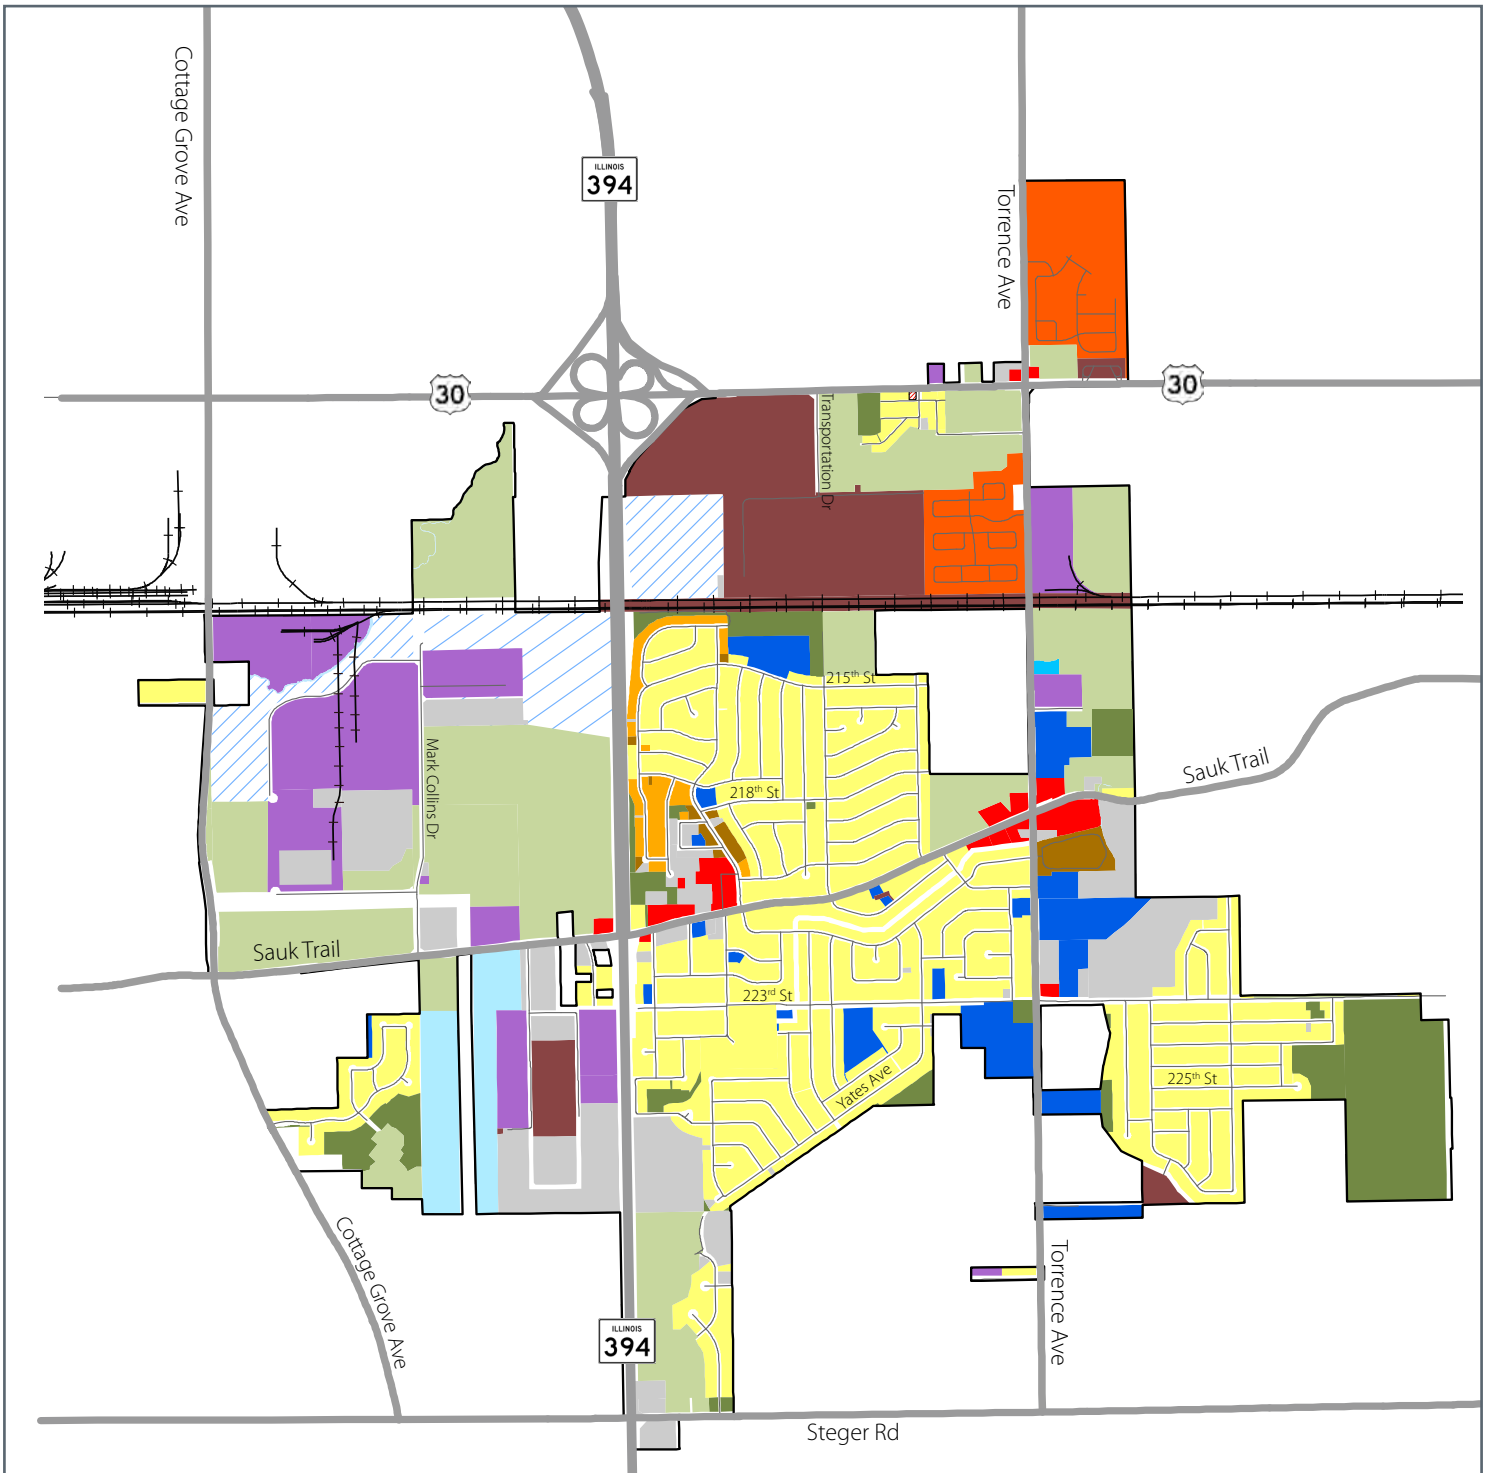 Cottage Grove Ave
ILLINOIS
394
Torrence Ave
30
30
Transportation Dr
215th St
Mark Collins Dr
218th St
Sauk Trail
Sauk Trail
223rd St
225th St
Yates Ave
Cottage Grove Ave
Torrence Ave
ILLINOIS
394
Steger Rd